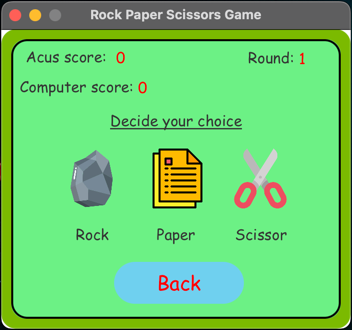 Rock Paper Scissors Game
Acus score: 0 Round: 1
Computer score: 0
Decide your choice
Rock Paper Scissor
Back